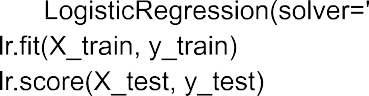 LogisticRegression(solver='
lr.fit(X_train, y_train)
lr.score(X_test, y_test)